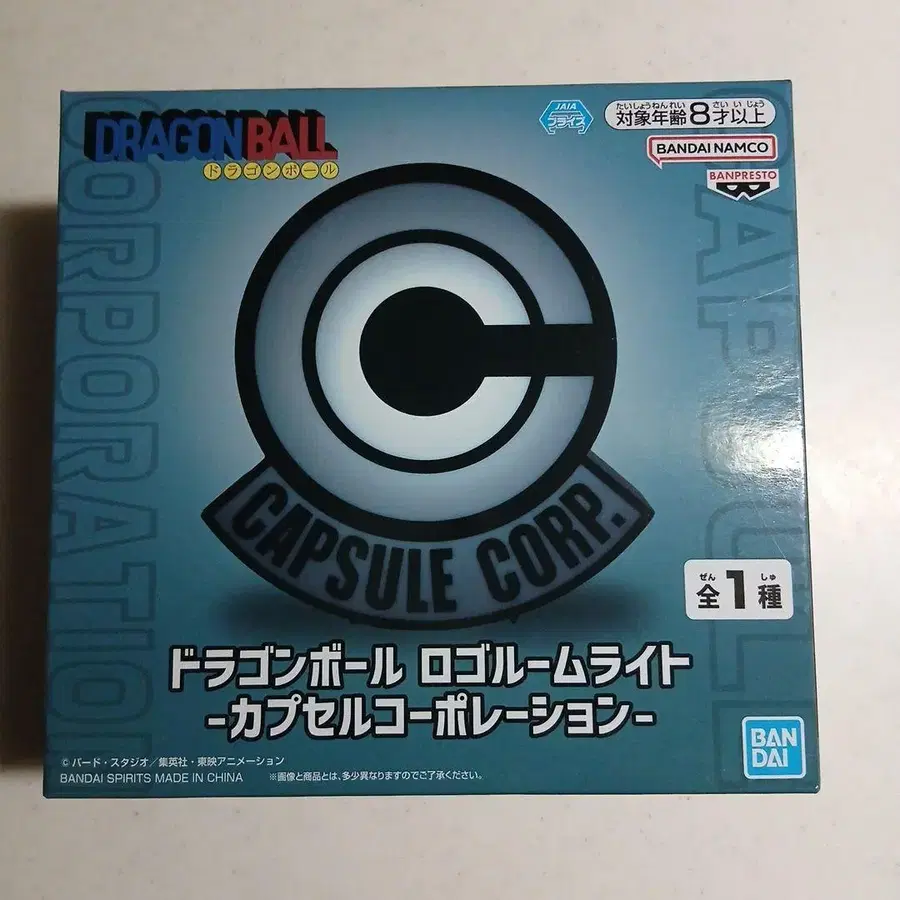 DRAGON BALL
ドラゴンボール
JAIA
プライズ
たいしょうねんれい さい いじょう
対象年齢8才以上
BANDAI NAMCO
BANPRESTO
CORPORATION
CAPSULE
CAPSULE CORP.
ぜん しゅ
全1種
ドラゴンボール ロゴルームライト
-カプセルコーポレーション-
BAN
DAI
©バード・スタジオ/集英社・東映アニメーション
BANDAI SPIRITS MADE IN CHINA
※画像と商品とは、多少異なりますのでご了承ください。